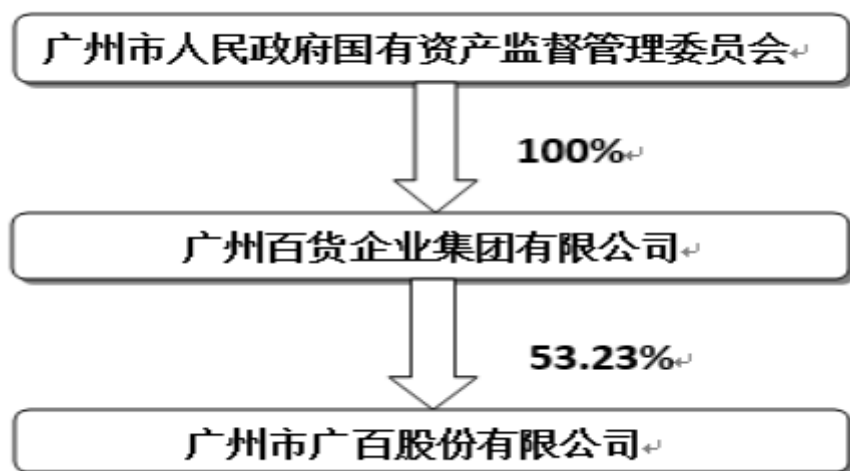 广州市人民政府国有资产监督管理委员会
100%
广州百货企业集团有限公司
53.23%
广州市广百股份有限公司